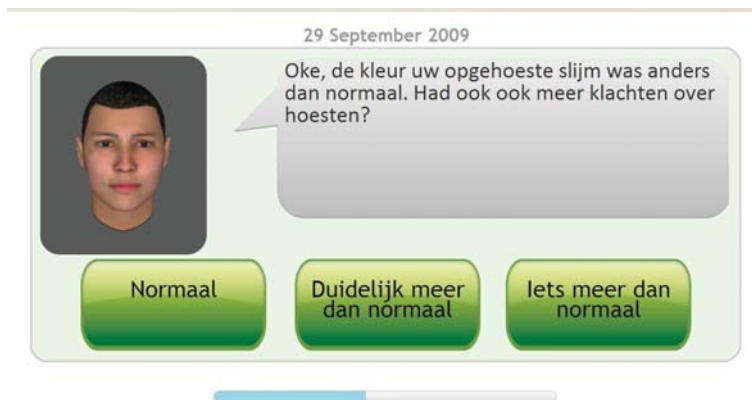 29 September 2009
Oke, de kleur uw opgehoeste slijm was anders
dan normaal. Had ook ook meer klachten over
hoesten?
Normaal
Duidelijk meer
dan normaal
Iets meer dan
normaal